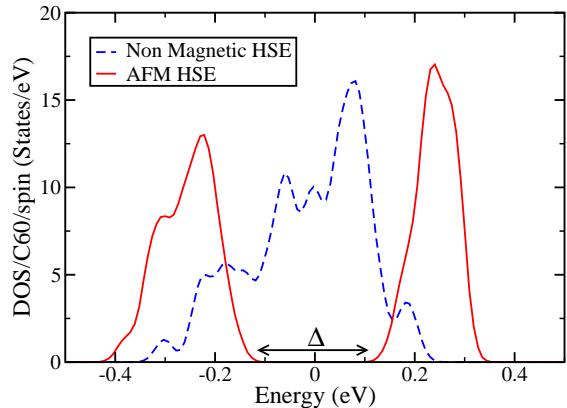 20
15
10
5
0
DOS/C60/spin (States/eV)
Non Magnetic HSE
AFM HSE
Δ
-0.4 -0.2 0 0.2 0.4
Energy (eV)